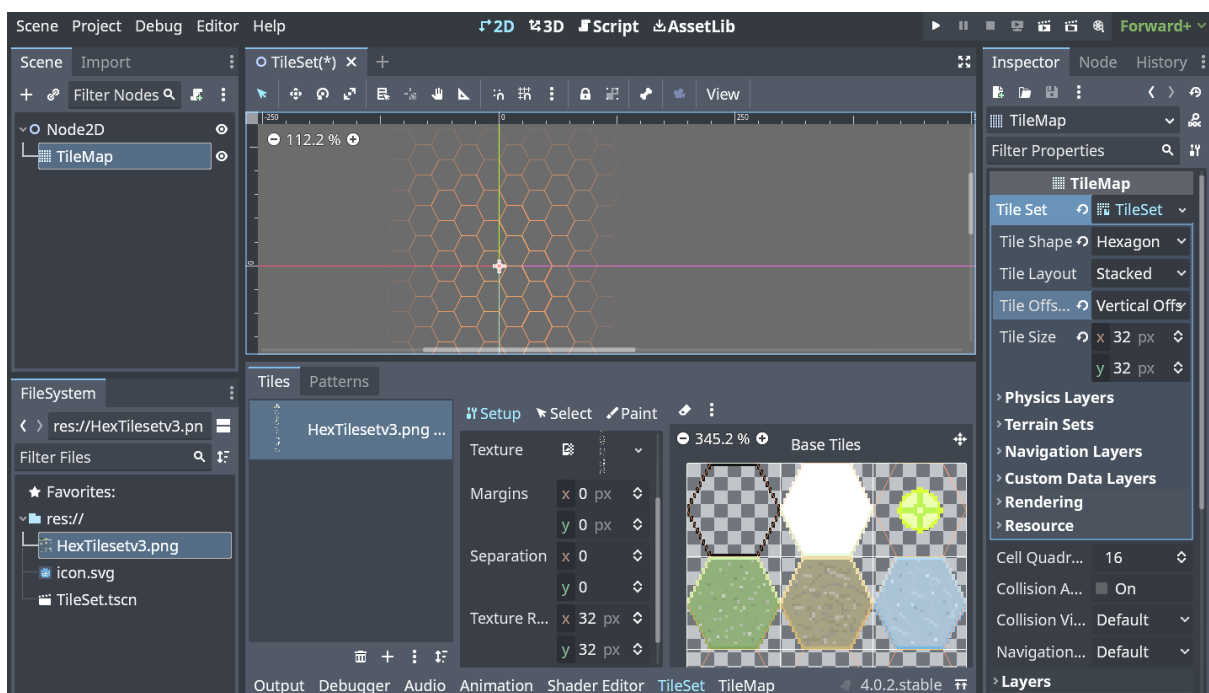 Scene Project Debug Editor Help
2D 3D Script AssetLib
Forward+
Scene Import
Filter Nodes
Node2D
TileMap
FileSystem
res://HexTilesetv3.pn
Filter Files
Favorites:
res://
HexTilesetv3.png
icon.svg
TileSet.tscn
TileSet(*)
View
-250 0 250
0
112.2 %
Tiles Patterns
HexTilesetv3.png ...
Setup Select Paint
Texture
Margins x 0 px
y 0 px
Separation x 0
y 0
Texture R... x 32 px
y 32 px
345.2 %
Base Tiles
Output Debugger Audio Animation Shader Editor TileSet TileMap
4.0.2.stable
Inspector Node History
TileMap
DOC
Filter Properties
TileMap
Tile Set TileSet
Tile Shape Hexagon
Tile Layout Stacked
Tile Offs... Vertical Offs
Tile Size x 32 px
y 32 px
Physics Layers
Terrain Sets
Navigation Layers
Custom Data Layers
Rendering
Resource
Cell Quadr... 16
Collision A... On
Collision Vi... Default
Navigation... Default
Layers